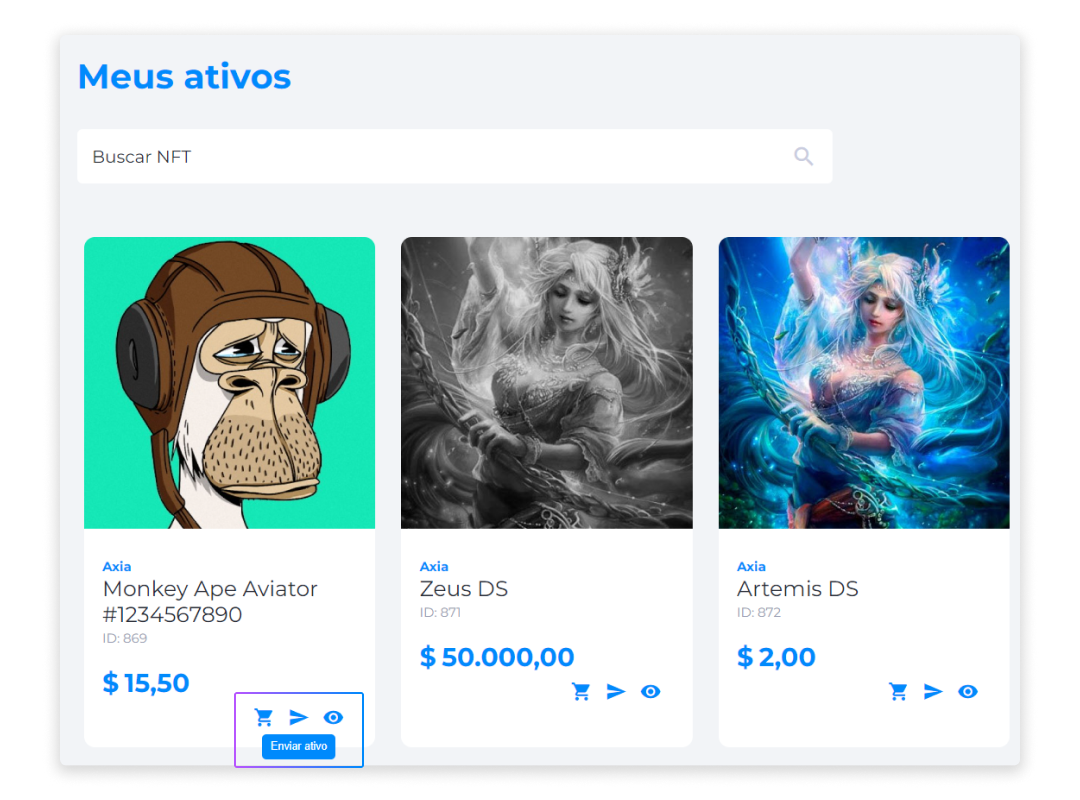 Meus ativos
Buscar NFT
Axia
Monkey Ape Aviator
#1234567890
ID: 869
$ 15,50
Enviar ativo
Axia
Zeus DS
ID: 871
$ 50.000,00
Axia
Artemis DS
ID: 872
$ 2,00